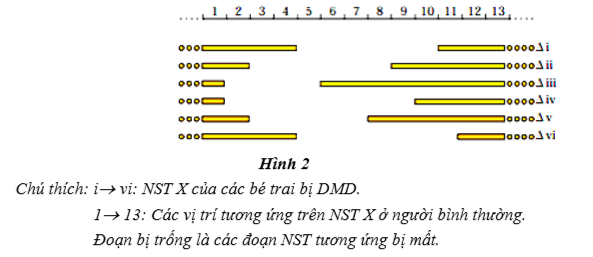 .... 1 2 3 4 5 6 7 8 9 10 11 12 13 ....
Δ i
Δ ii
Δ iii
Δ iv
Δ v
Δ vi
Hình 2
Chú thích: i→ vi: NST X của các bé trai bị DMD.
1→ 13: Các vị trí tương ứng trên NST X ở người bình thường.
Đoạn bị trống là các đoạn NST tương ứng bị mất.